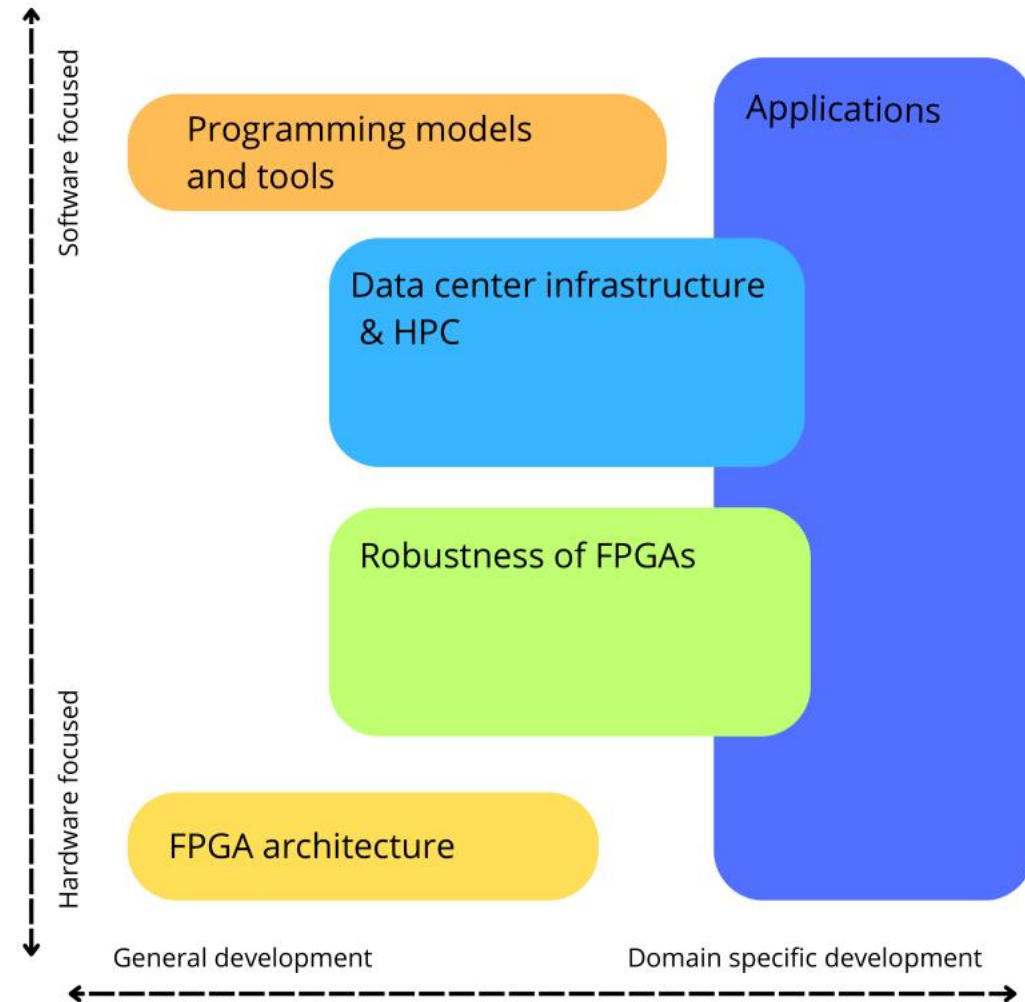 Software focused
Applications
Programming models
and tools
Data center infrastructure
& HPC
Robustness of FPGAs
Hardware focused
FPGA architecture
General development
Domain specific development